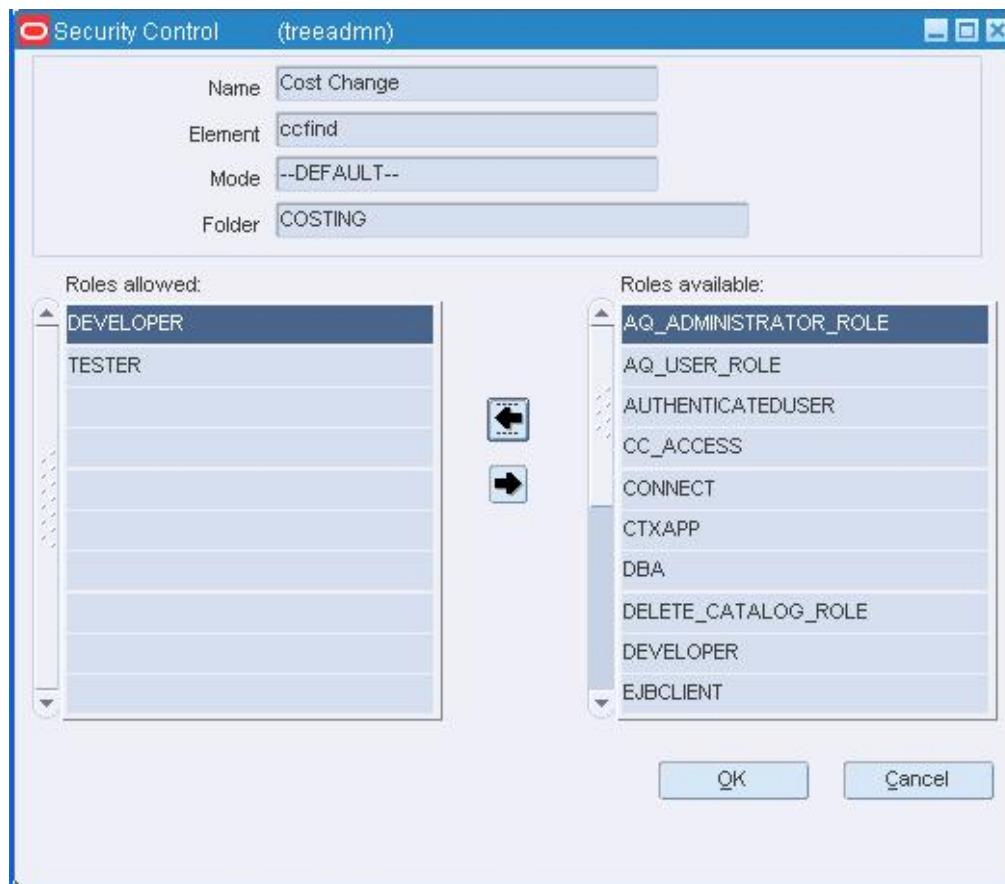 Security Control (treeadmn)
Name Cost Change
Element ccfind
Mode --DEFAULT--
Folder COSTING
Roles allowed:
DEVELOPER
TESTER
Roles available:
AQ_ADMINISTRATOR_ROLE
AQ_USER_ROLE
AUTHENTICATEDUSER
CC_ACCESS
CONNECT
CTXAPP
DBA
DELETE_CATALOG_ROLE
DEVELOPER
EJBCLIENT
OK Cancel